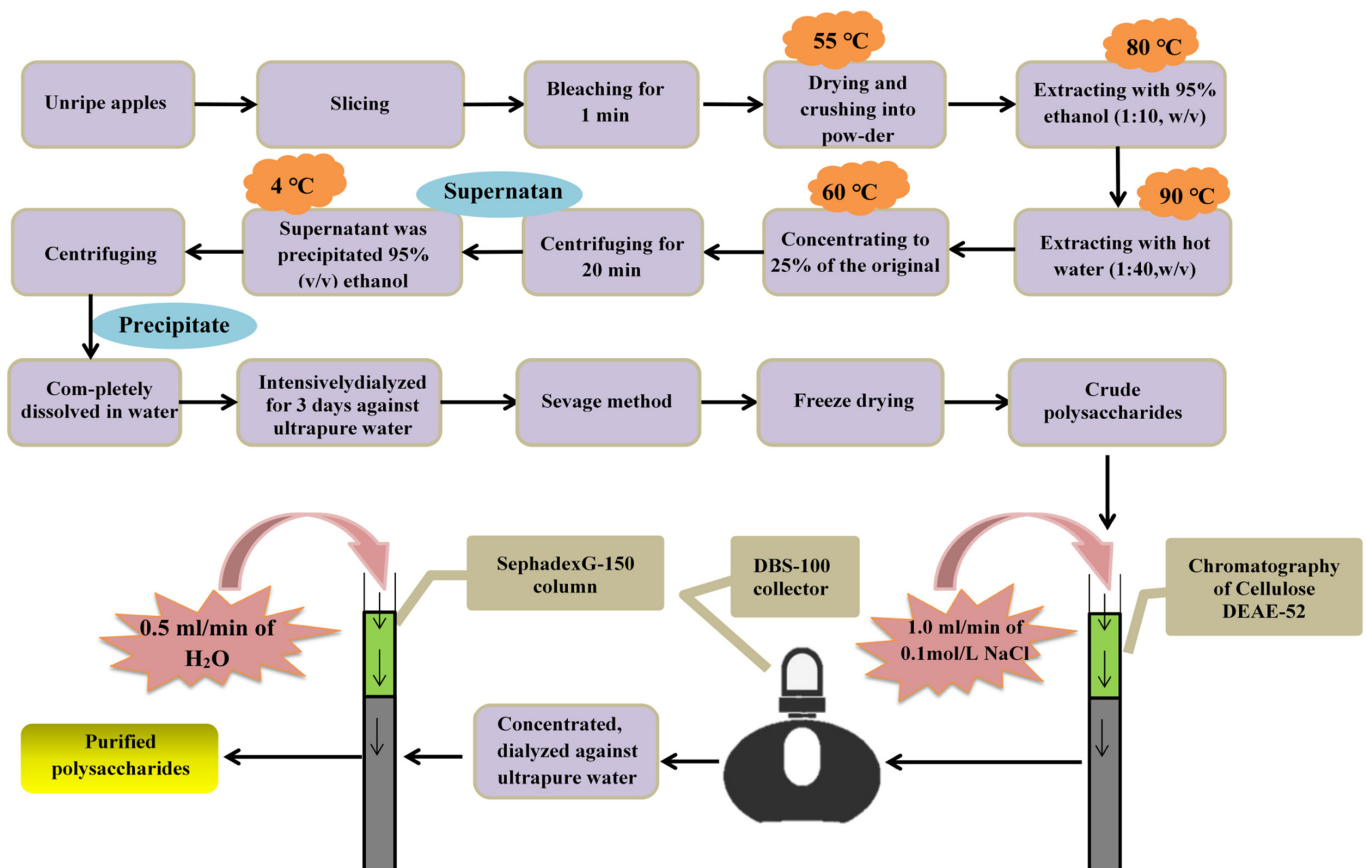 55 ℃
80 ℃
Unripe apples
Slicing
Bleaching for
1 min
Drying and
crushing into
pow-der
Extracting with 95%
ethanol (1:10, w/v)
4 ℃
Supernatan
60 ℃
90 ℃
Centrifuging
Supernatant was
precipitated 95%
(v/v) ethanol
Centrifuging for
20 min
Concentrating to
25% of the original
Extracting with hot
water (1:40,w/v)
Precipitate
Com-pletely
dissolved in water
Intensivelydialyzed
for 3 days against
ultrapure water
Sevage method
Freeze drying
Crude
polysaccharides
0.5 ml/min of
H₂O
SephadexG-150
column
DBS-100
collector
1.0 ml/min of
0.1mol/L NaCl
Chromatography
of Cellulose
DEAE-52
Purified
polysaccharides
Concentrated,
dialyzed against
ultrapure water